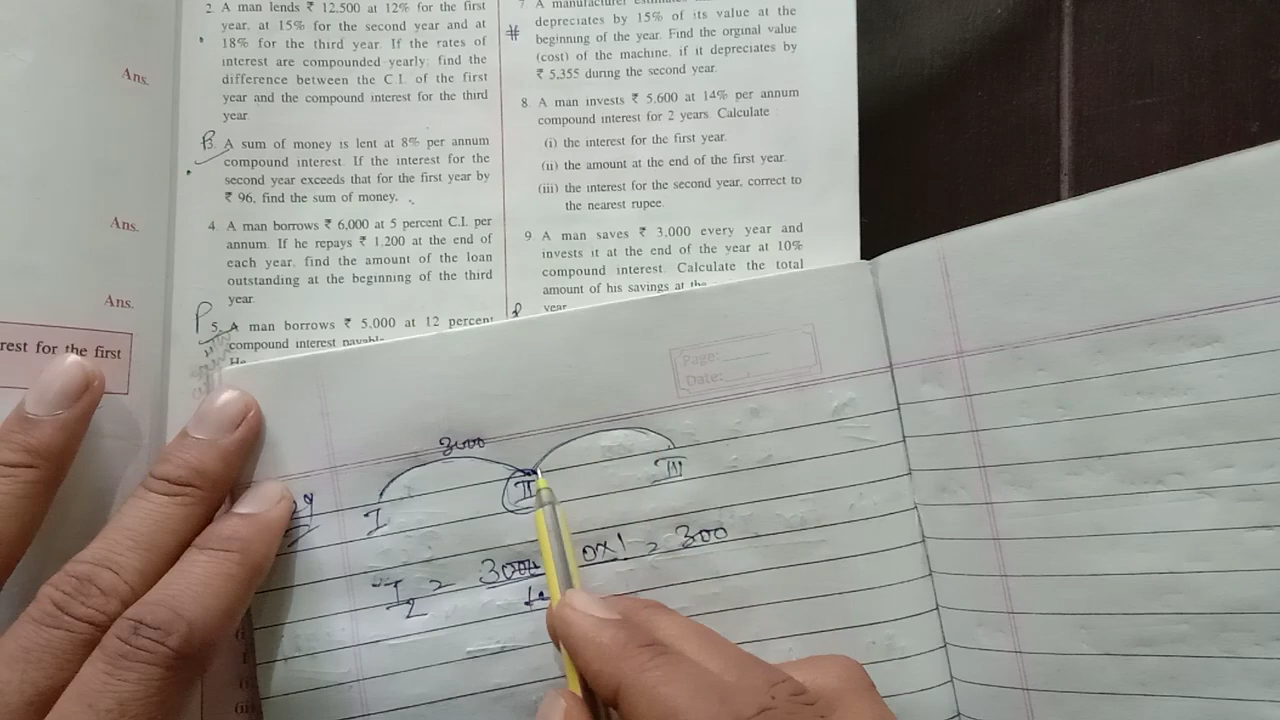 Ans.
Ans.
Ans.
rest for the first
2. A man lends ₹ 12,500 at 12% for the first
year, at 15% for the second year and at
18% for the third year. If the rates of
interest are compounded yearly; find the
difference between the C.I. of the first
year and the compound interest for the third
year.
3. A sum of money is lent at 8% per annum
compound interest. If the interest for the
second year exceeds that for the first year by
₹ 96, find the sum of money.
4. A man borrows ₹ 6,000 at 5 percent C.I. per
annum. If he repays ₹ 1,200 at the end of
each year, find the amount of the loan
outstanding at the beginning of the third
year.
P
5. A man borrows ₹ 5,000 at 12 percent
compound interest
He
7. A manufacturer
depreciates by 15% of its value at the
# beginning of the year. Find the orginal value
(cost) of the machine, if it depreciates by
₹ 5,355 during the second year.
8. A man invests ₹ 5,600 at 14% per annum
compound interest for 2 years. Calculate
(i) the interest for the first year.
(ii) the amount at the end of the first year.
(iii) the interest for the second year, correct to
the nearest rupee.
9. A man saves ₹ 3,000 every year and
invests it at the end of the year at 10%
compound interest. Calculate the total
amount of his savings at the
year
Page:
Date:
3000
I II III
I2 = 3000 0×1 = 300